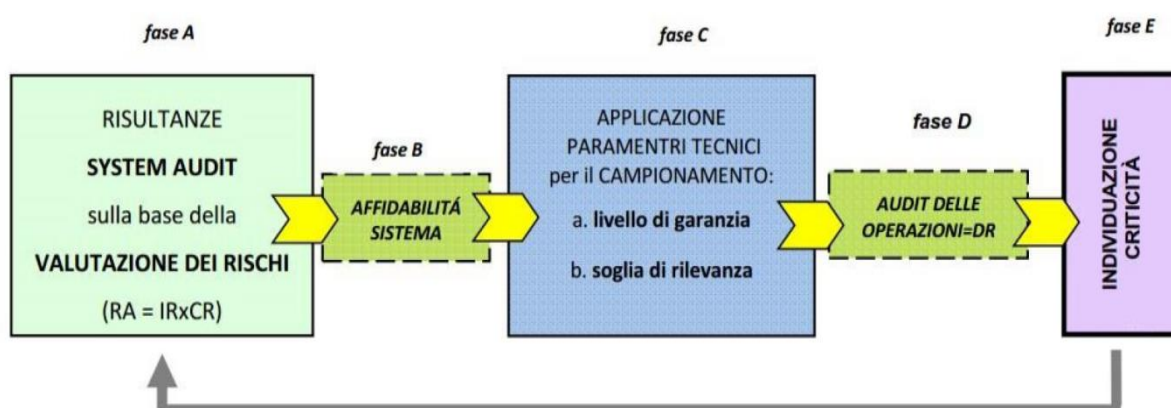 fase A
RISULTANZE
SYSTEM AUDIT
sulla base della
VALUTAZIONE DEI RISCHI
(RA = IRxCR)
fase B
AFFIDABILITÁ
SISTEMA
fase C
APPLICAZIONE
PARAMENTRI TECNICI
per il CAMPIONAMENTO:
a. livello di garanzia
b. soglia di rilevanza
fase D
AUDIT DELLE
OPERAZIONI=DR
fase E
INDIVIDUAZIONE
CRITICITÀ